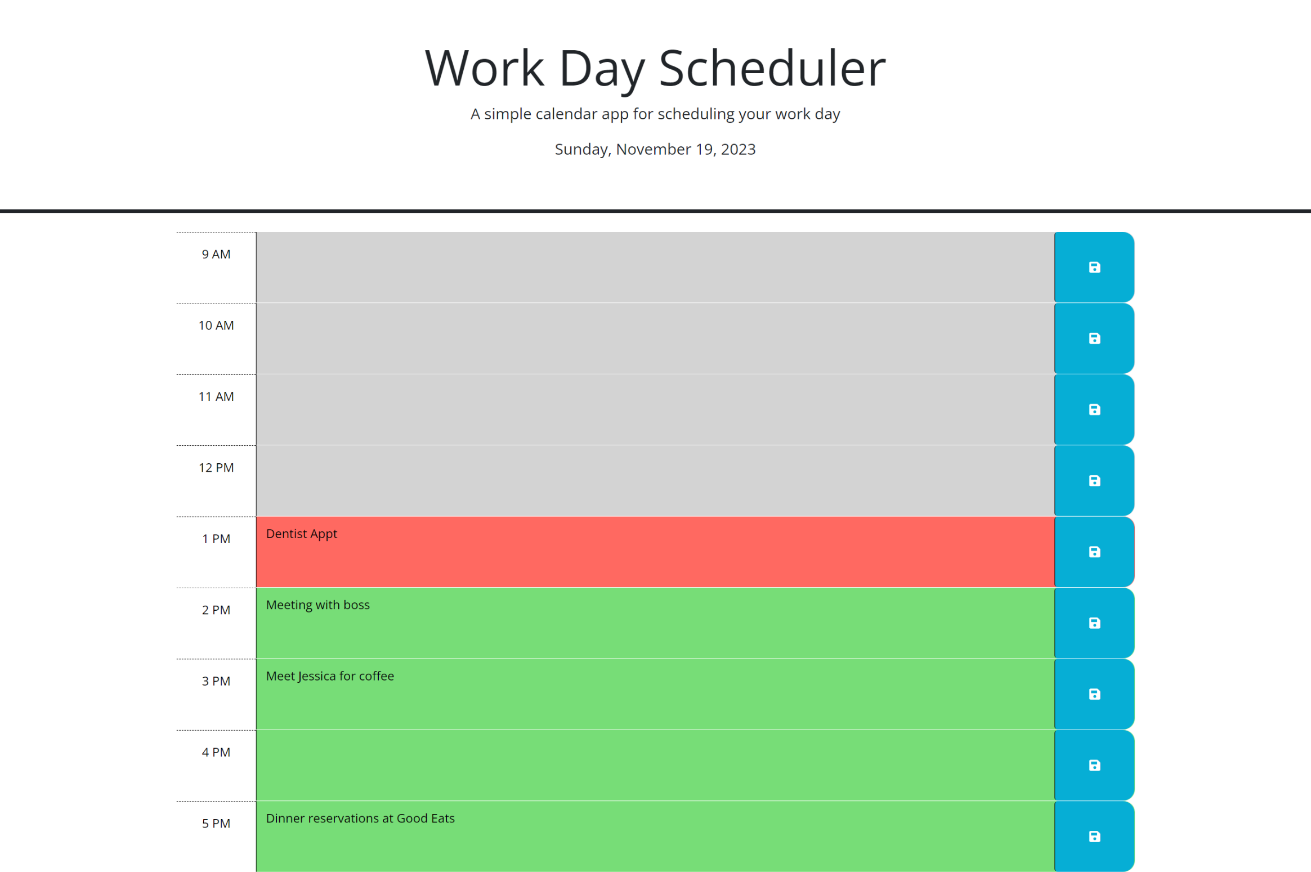 Work Day Scheduler
A simple calendar app for scheduling your work day
Sunday, November 19, 2023
9 AM
10 AM
11 AM
12 PM
1 PM
Dentist Appt
2 PM
Meeting with boss
3 PM
Meet Jessica for coffee
4 PM
5 PM
Dinner reservations at Good Eats